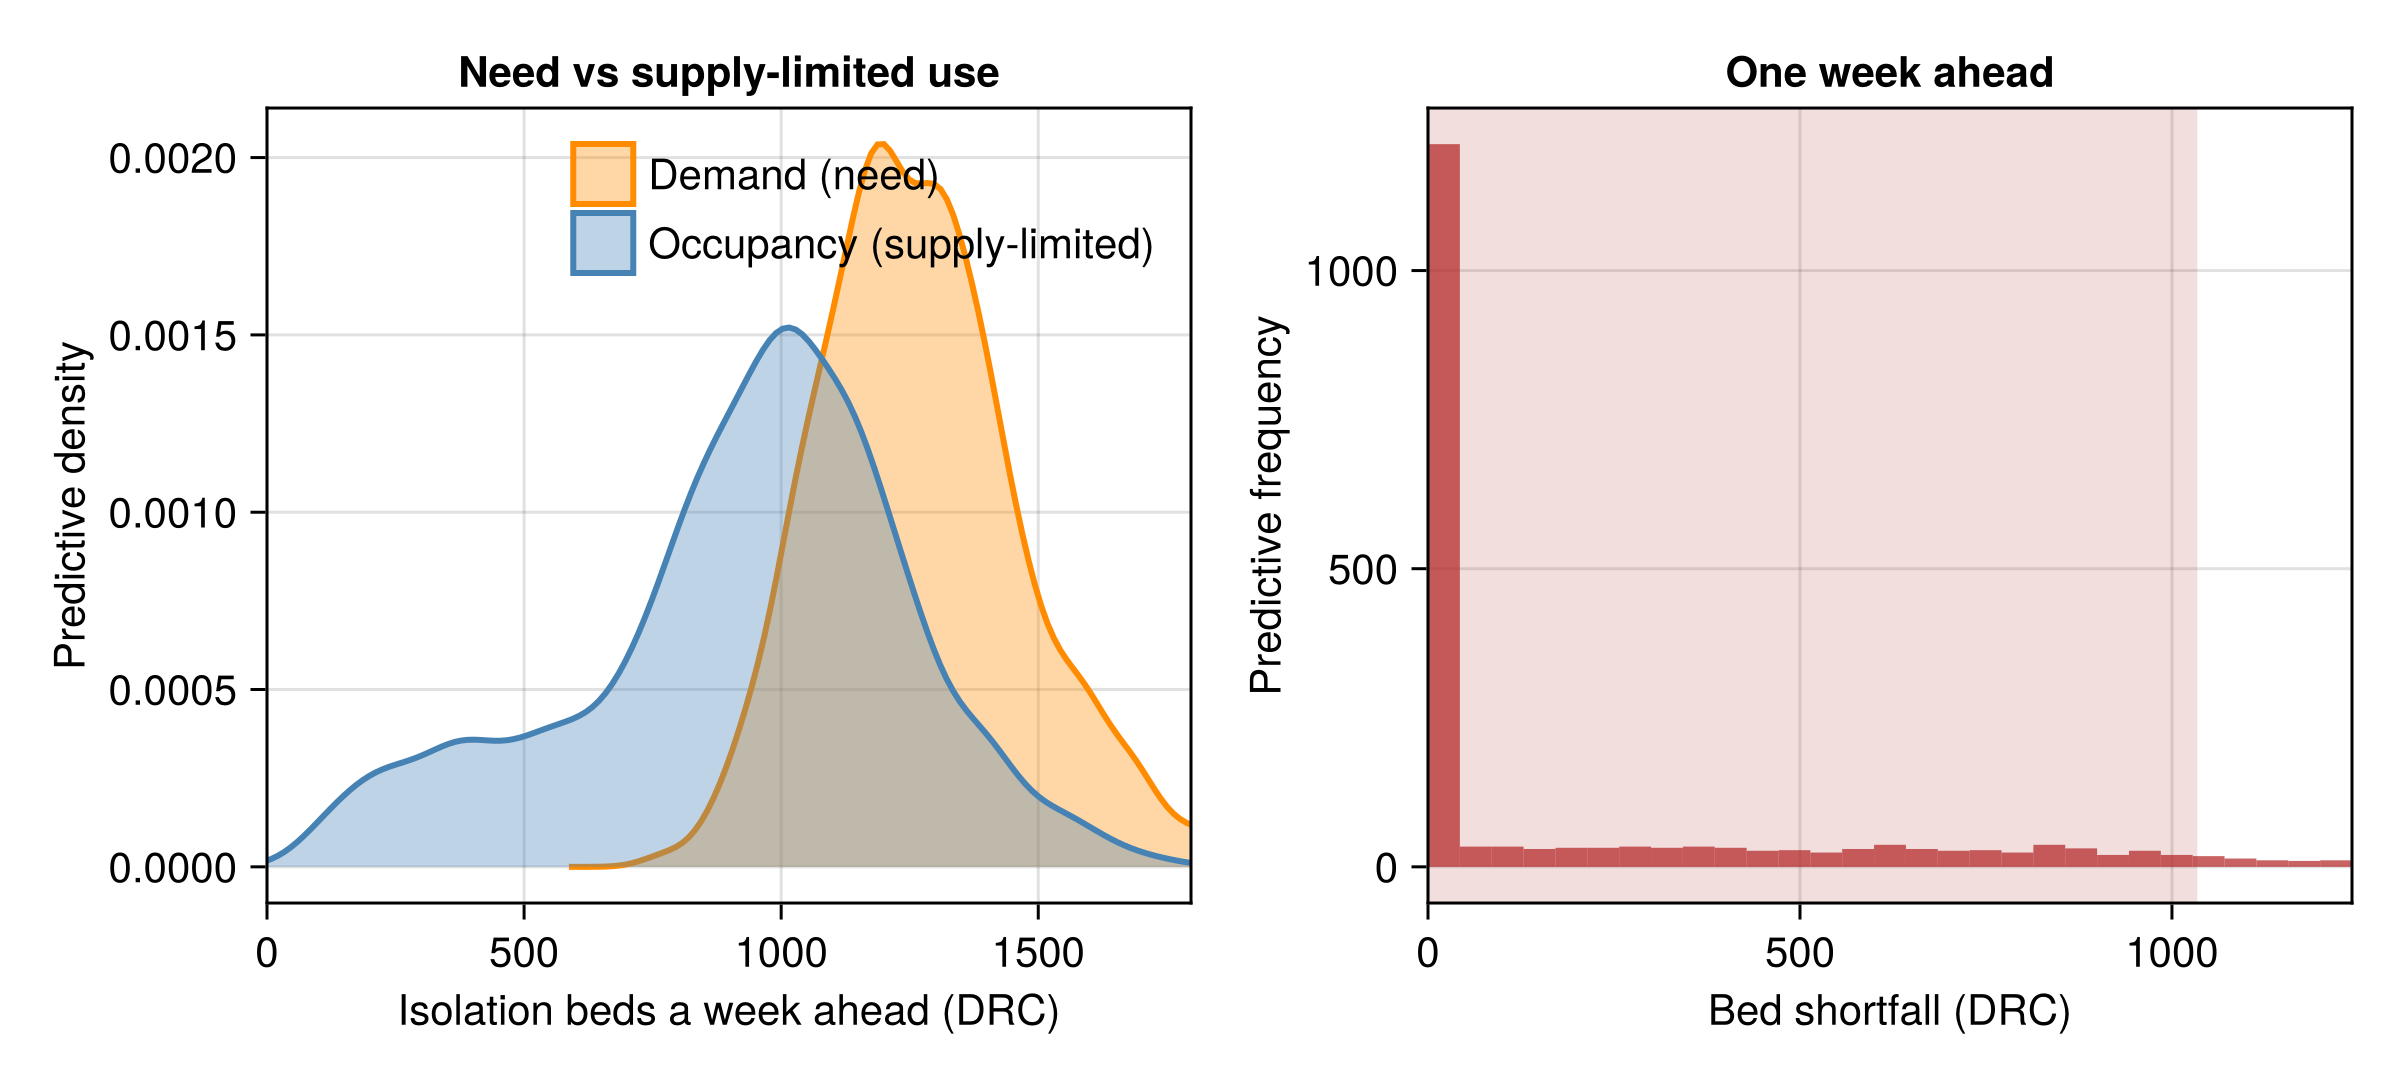 Need vs supply-limited use
Demand (need)
Occupancy (supply-limited)
Predictive density
0.0020
0.0015
0.0010
0.0005
0.0000
0 500 1000 1500
Isolation beds a week ahead (DRC)
One week ahead
Predictive frequency
1000
500
0
0 500 1000
Bed shortfall (DRC)